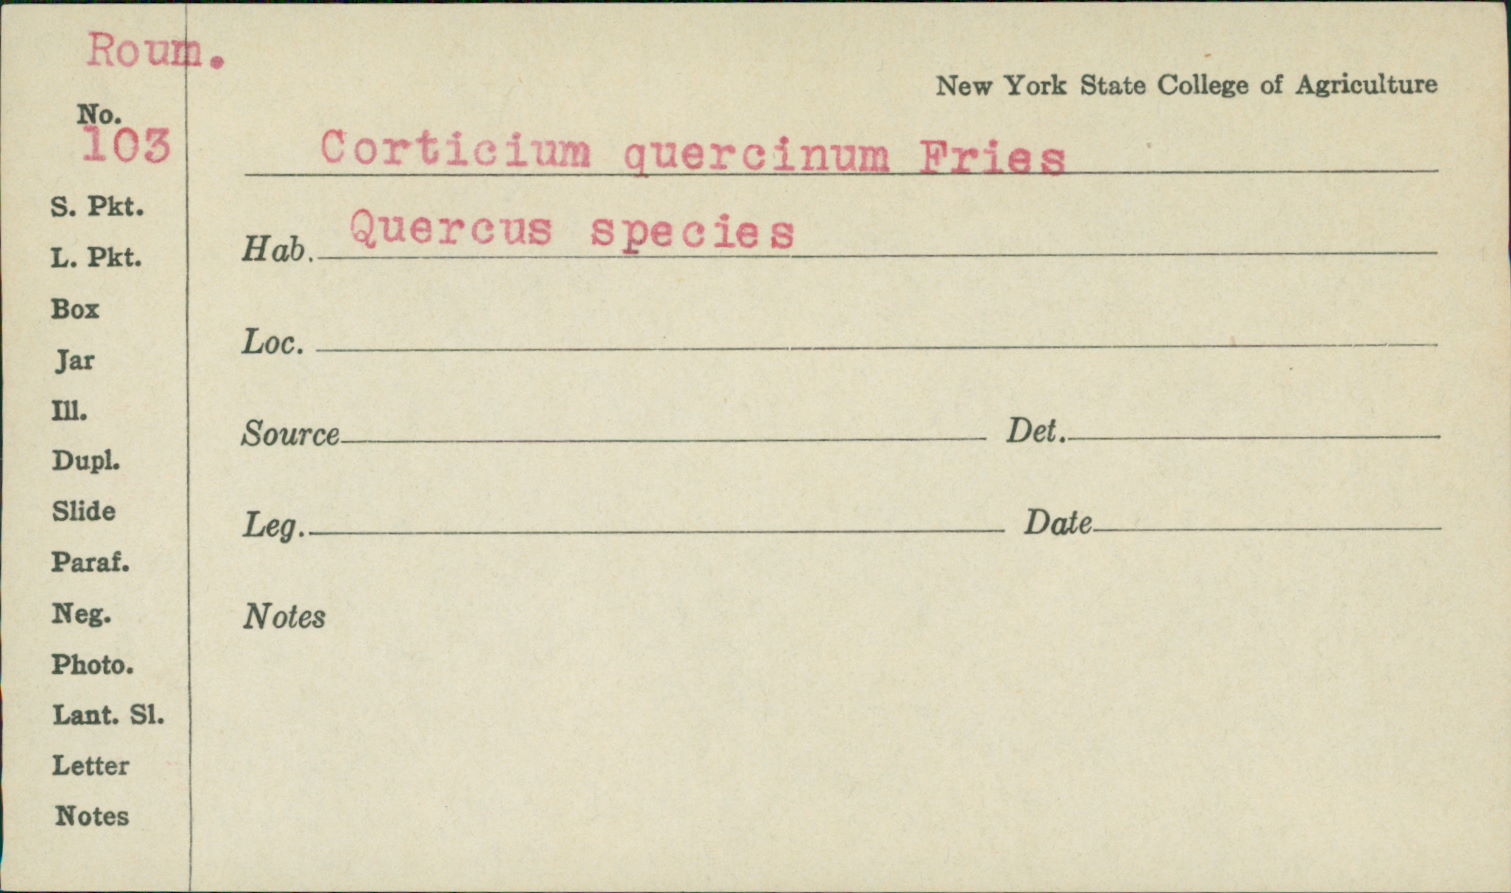 Roum.
New York State College of Agriculture
No.
103
Corticium quercinum Fries
S. Pkt.
Hab. Quercus species
L. Pkt.
Box
Loc.
Jar
Ill.
Source Det.
Dupl.
Slide
Leg. Date
Paraf.
Neg.
Notes
Photo.
Lant. Sl.
Letter
Notes